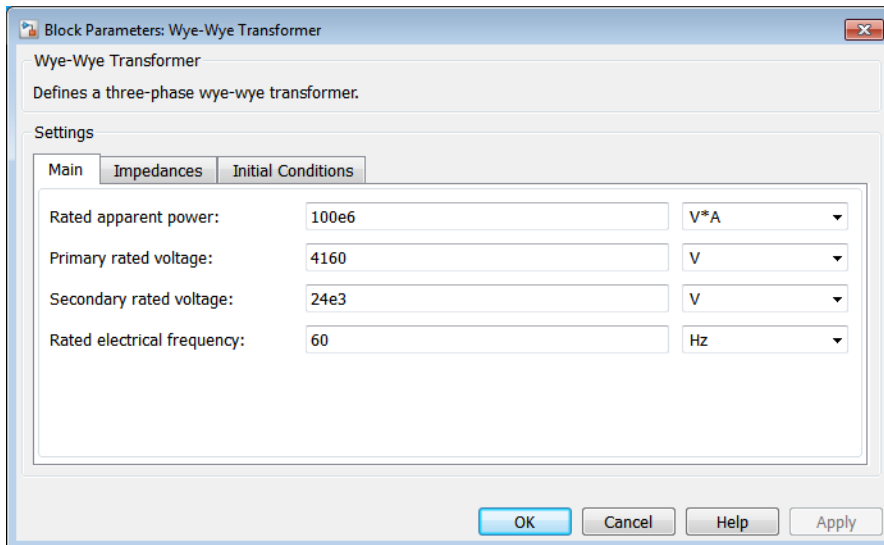 Block Parameters: Wye-Wye Transformer
Wye-Wye Transformer
Defines a three-phase wye-wye transformer.
Settings
Main Impedances Initial Conditions
Rated apparent power: 100e6 V*A
Primary rated voltage: 4160 V
Secondary rated voltage: 24e3 V
Rated electrical frequency: 60 Hz
OK Cancel Help Apply